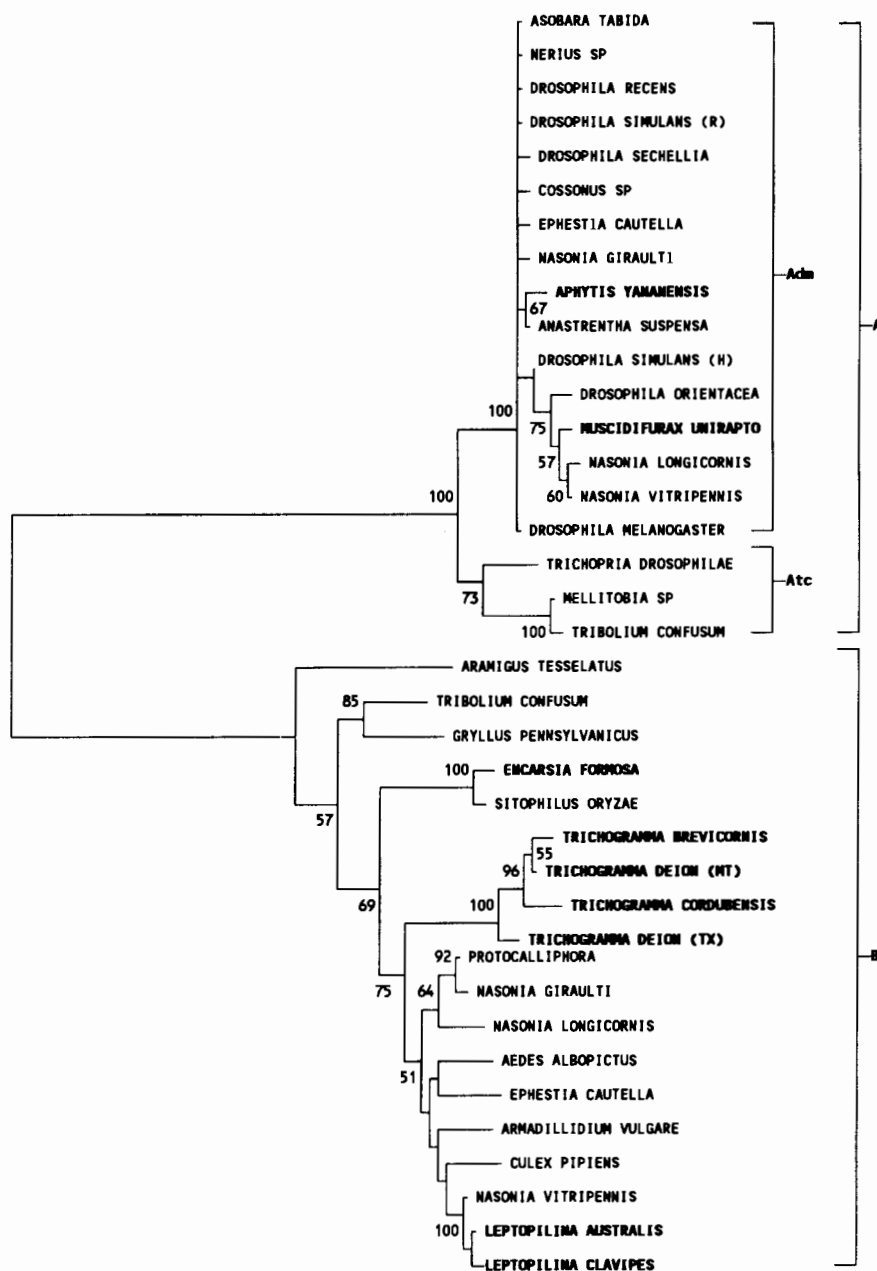 ASOBARA TABIDA
NERIUS SP
DROSOPHILA RECENS
DROSOPHILA SIMULANS (R)
DROSOPHILA SECHELLIA
COSSONUS SP
EPHEST1A CAUTELLA
NASONIA GIRAULT1
Adm
APHYTIS YANANENSIS
67
A
ANASTRENTHA SUSPENSA
DROSOPHILA SIMULANS (H)
DROSOPHILA ORIENTACEA
100
75
MUSCIDIFURAX UNIRAPTO
57
NASONIA LONGICORNIS
100
60
NASONIA VITRIPENNIS
DROSOPHILA MELANOGASTER
TRICHOPRIA DROSOPHILAE
73
Atc
MELLITOBIA SP
100
TRIBOLIUM CONFUSUM
ARAMIGUS TESSELATUS
85
TRIBOLIUM CONFUSUM
GRYLLUS PENNSYLVANICUS
100
ENCARSIA FORMOSA
57
SITOPHILUS ORYZAE
TRICHOGRAMMA BREVICORNIS
55
96
TRICHOGRAMMA DEION (MT)
69
100
TRICHOGRAMMA CORDUBENSIS
TRICHOGRAMMA DEION (TX)
B
92
PROTOCALLIPHORA
75
64
NASONIA GIRAULTI
NASONIA LONGICORNIS
51
AEDES ALBOPICTUS
EPHESTIA CAUTELLA
ARMADILLIDIUM VULGARE
CULEX PIPIENS
NASONIA VITRIPENNIS
100
LEPTOPILINA AUSTRALIS
LEPTOPILINA CLAVIPES